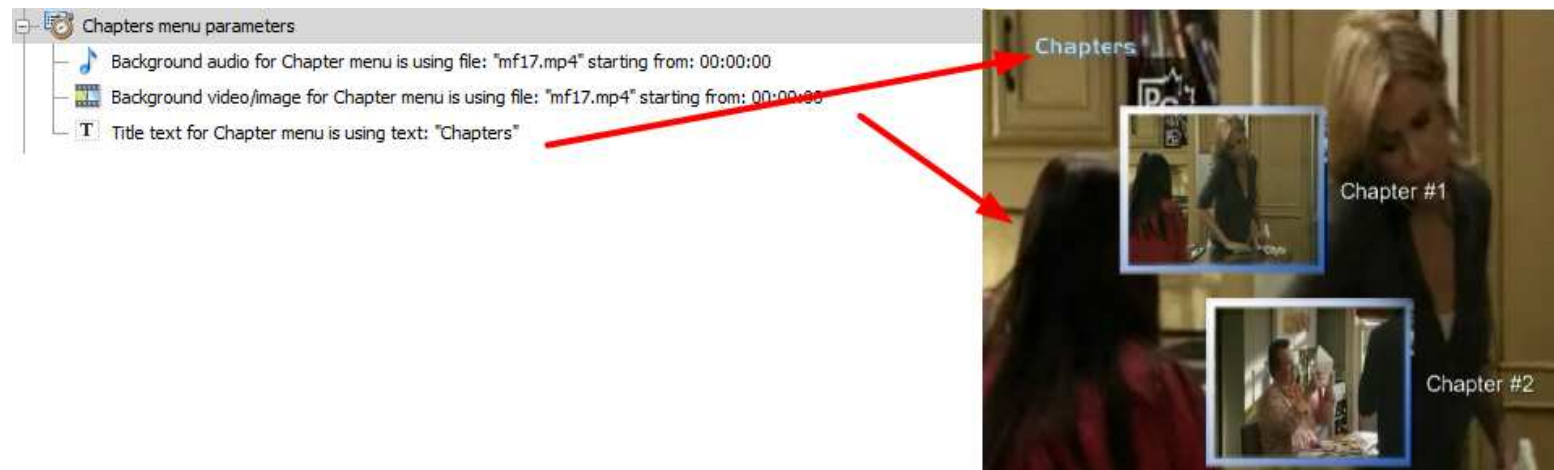 Chapters menu parameters
Background audio for Chapter menu is using file: "mf17.mp4" starting from: 00:00:00
Background video/image for Chapter menu is using file: "mf17.mp4" starting from: 00:00:00
T Title text for Chapter menu is using text: "Chapters"
Chapters
Chapter #1
Chapter #2